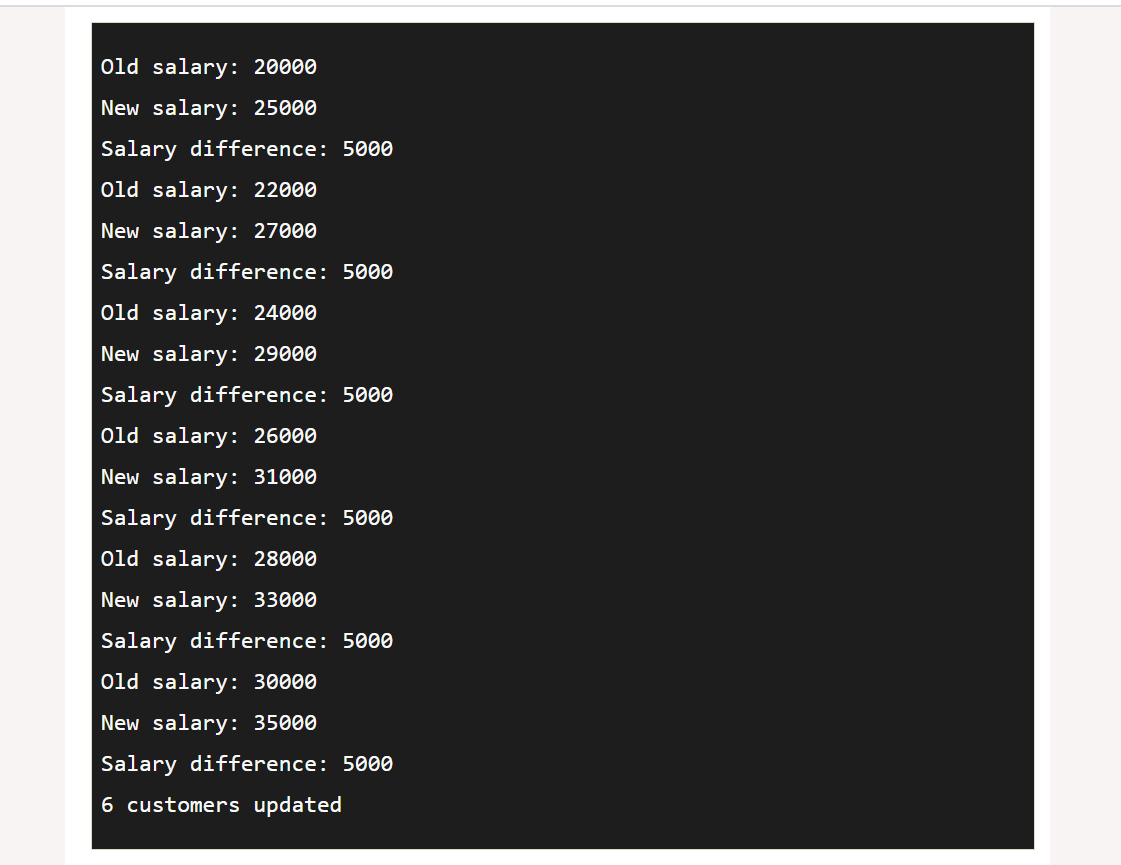 Old salary: 20000
New salary: 25000
Salary difference: 5000
Old salary: 22000
New salary: 27000
Salary difference: 5000
Old salary: 24000
New salary: 29000
Salary difference: 5000
Old salary: 26000
New salary: 31000
Salary difference: 5000
Old salary: 28000
New salary: 33000
Salary difference: 5000
Old salary: 30000
New salary: 35000
Salary difference: 5000
6 customers updated